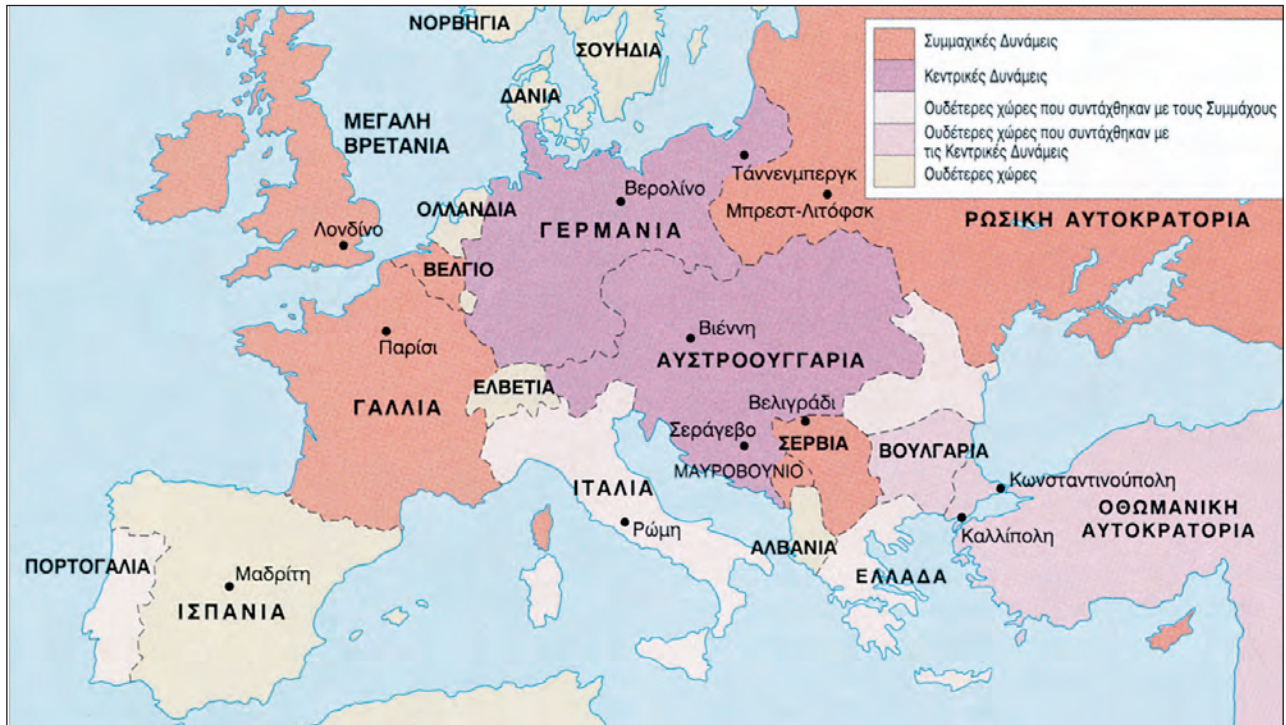 ΝΟΡΒΗΓΙΑ
ΣΟΥΗΔΙΑ
ΔΑΝΙΑ
ΜΕΓΑΛΗ
ΒΡΕΤΑΝΙΑ
Λονδίνο
ΟΛΛΑΝΔΙΑ
ΒΕΛΓΙΟ
Βερολίνο
ΓΕΡΜΑΝΙΑ
Τάννενμπεργκ
Μπρεστ-Λιτόφσκ
ΡΩΣΙΚΗ ΑΥΤΟΚΡΑΤΟΡΙΑ
Παρίσι
ΓΑΛΛΙΑ
ΕΛΒΕΤΙΑ
Βιέννη
ΑΥΣΤΡΟΟΥΓΓΑΡΙΑ
Βελιγράδι
Σεράγεβο
ΣΕΡΒΙΑ
ΜΑΥΡΟΒΟΥΝΙΟ
ΒΟΥΛΓΑΡΙΑ
Κωνσταντινούπολη
ΟΘΩΜΑΝΙΚΗ
ΑΥΤΟΚΡΑΤΟΡΙΑ
Καλλίπολη
ΙΤΑΛΙΑ
Ρώμη
ΑΛΒΑΝΙΑ
ΕΛΛΑΔΑ
ΠΟΡΤΟΓΑΛΙΑ
Μαδρίτη
ΙΣΠΑΝΙΑ
Συμμαχικές Δυνάμεις
Κεντρικές Δυνάμεις
Ουδέτερες χώρες που συντάχθηκαν με τους Συμμάχους
Ουδέτερες χώρες που συντάχθηκαν με
τις Κεντρικές Δυνάμεις
Ουδέτερες χώρες